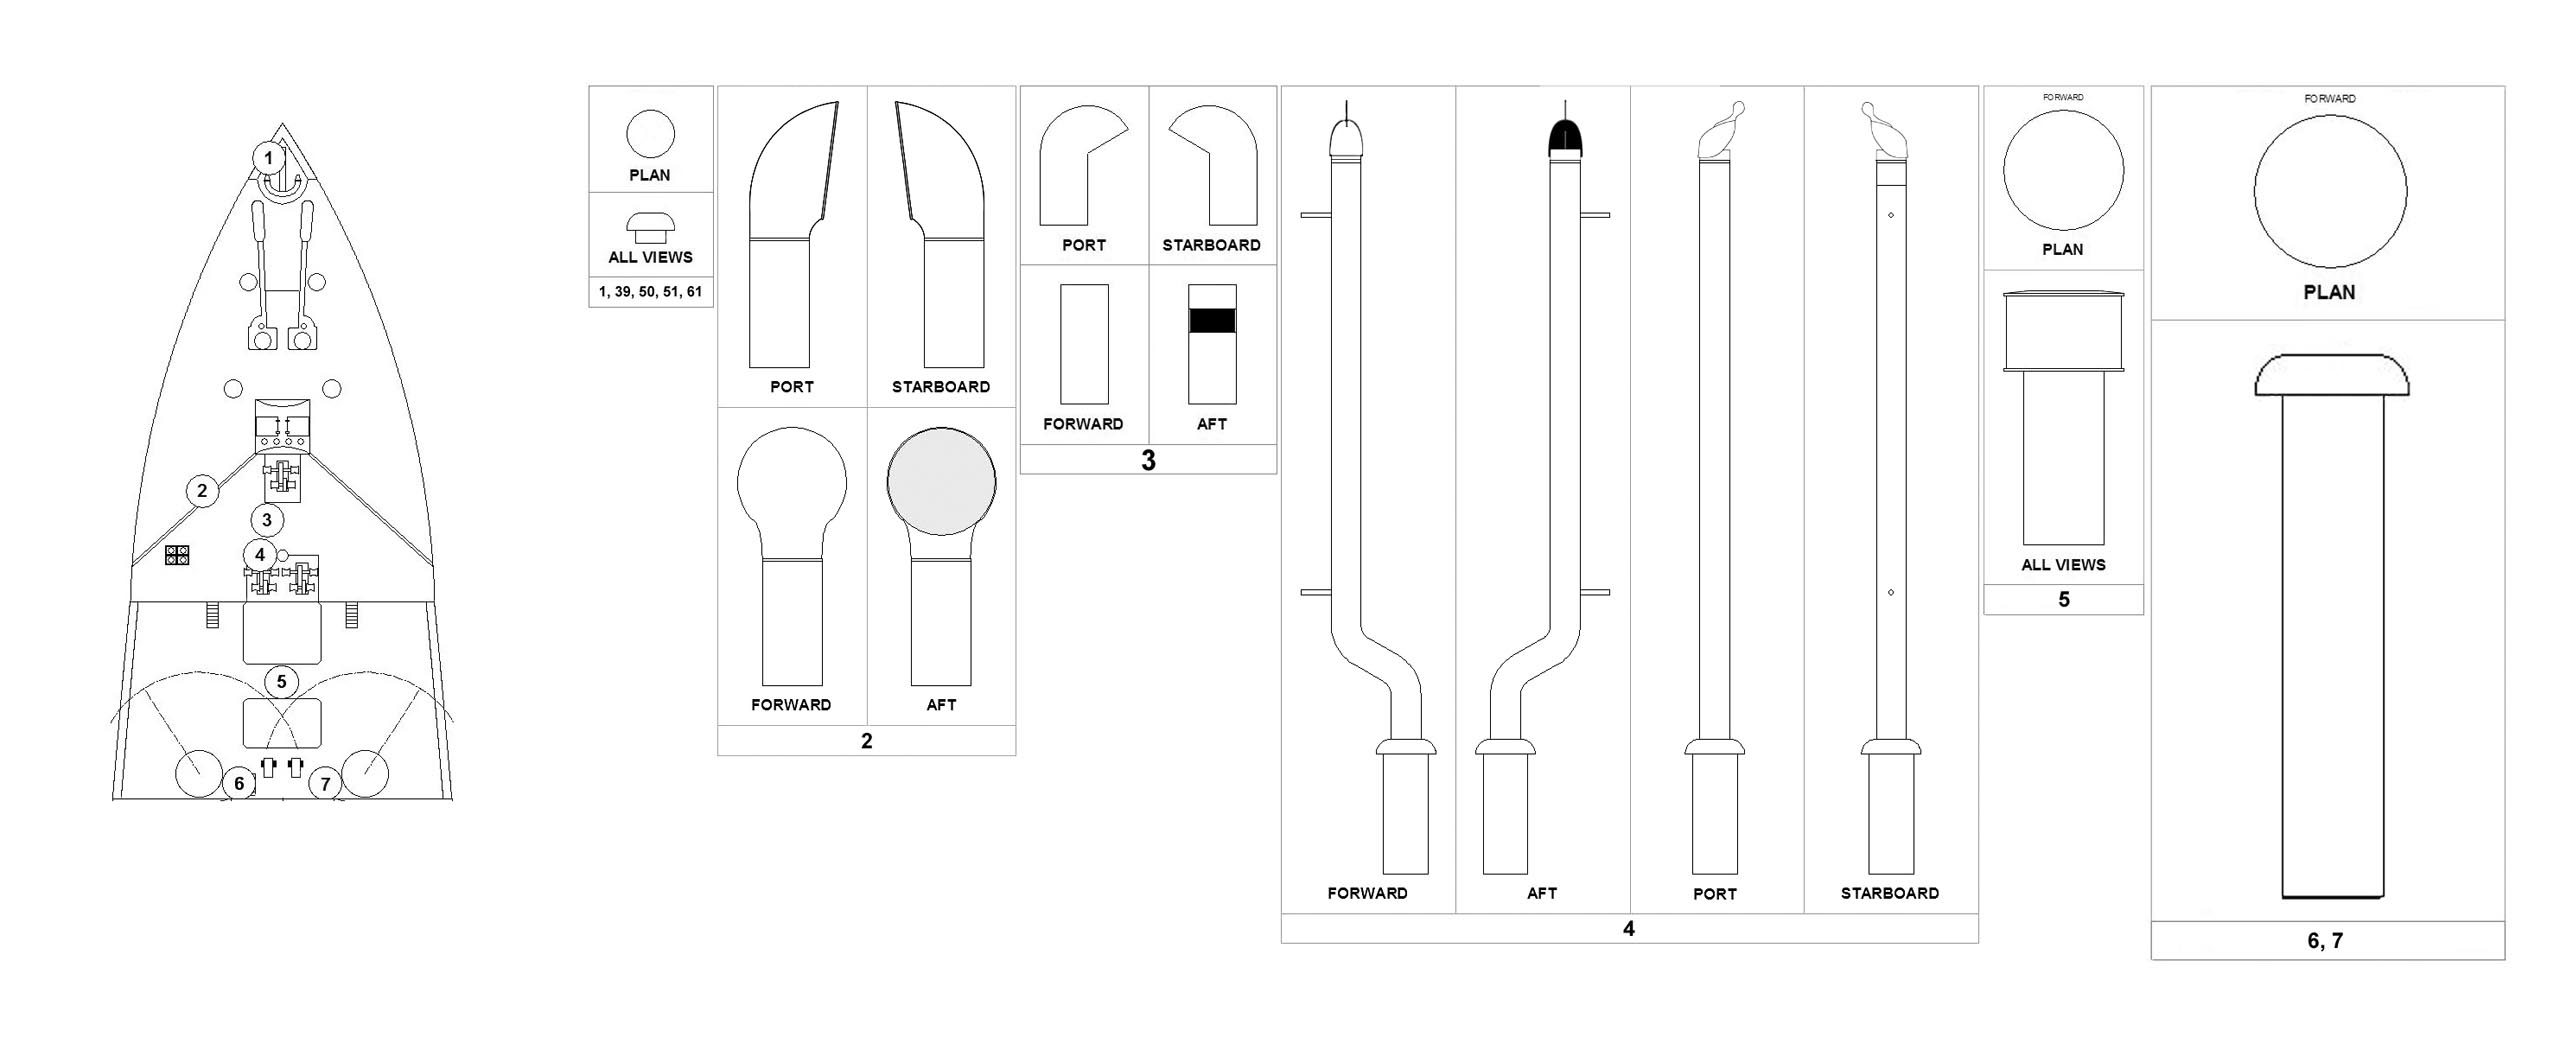 1
2
3
4
5
6
7
PLAN
ALL VIEWS
1, 39, 50, 51, 61
PORT
STARBOARD
FORWARD
AFT
2
PORT
STARBOARD
FORWARD
AFT
3
FORWARD
AFT
PORT
STARBOARD
4
FORWARD
PLAN
ALL VIEWS
5
FORWARD
PLAN
6, 7